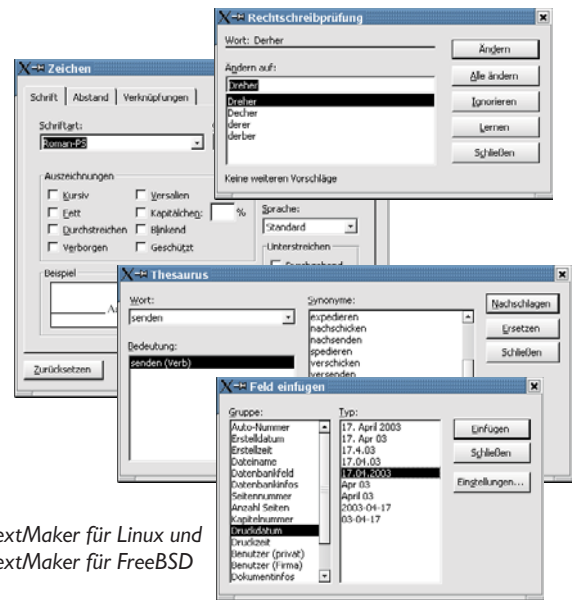 Rechtschreibprüfung
Wort: Derher
Ändern auf:
Dreher
Dreher
Decher
derer
derber
Keine weiteren Vorschläge
Ändern
Alle ändern
Ignorieren
Lernen
Schließen
Zeichen
Schrift Abstand Verknüpfungen
Schriftart:
Roman-PS
Auszeichnungen
Kursiv Versalien
Fett Kapitälchen: %
Durchstreichen Blinkend
Verborgen Geschützt
Sprache:
Standard
Unterstreichen
Beispiel
Zurücksetzen
Thesaurus
Wort:
senden
Bedeutung:
senden (Verb)
Synonyme:
expedieren
nachschicken
nachsenden
spedieren
verschicken
versenden
Nachschlagen
Ersetzen
Schließen
Feld einfügen
Gruppe:
Auto-Nummer
Erstelldatum
Erstellzeit
Dateiname
Datenbankfeld
Datenbankinfos
Seitennummer
Anzahl Seiten
Kapitelnummer
Druckdatum
Druckzeit
Benutzer (privat)
Benutzer (Firma)
Dokumentinfos
Typ:
17. April 2003
17. Apr 03
17.4.03
17.04.03
17.04.2003
Apr 03
April 03
2003-04-17
03-04-17
Einfügen
Schließen
Einstellungen...
extMaker für Linux und
extMaker für FreeBSD